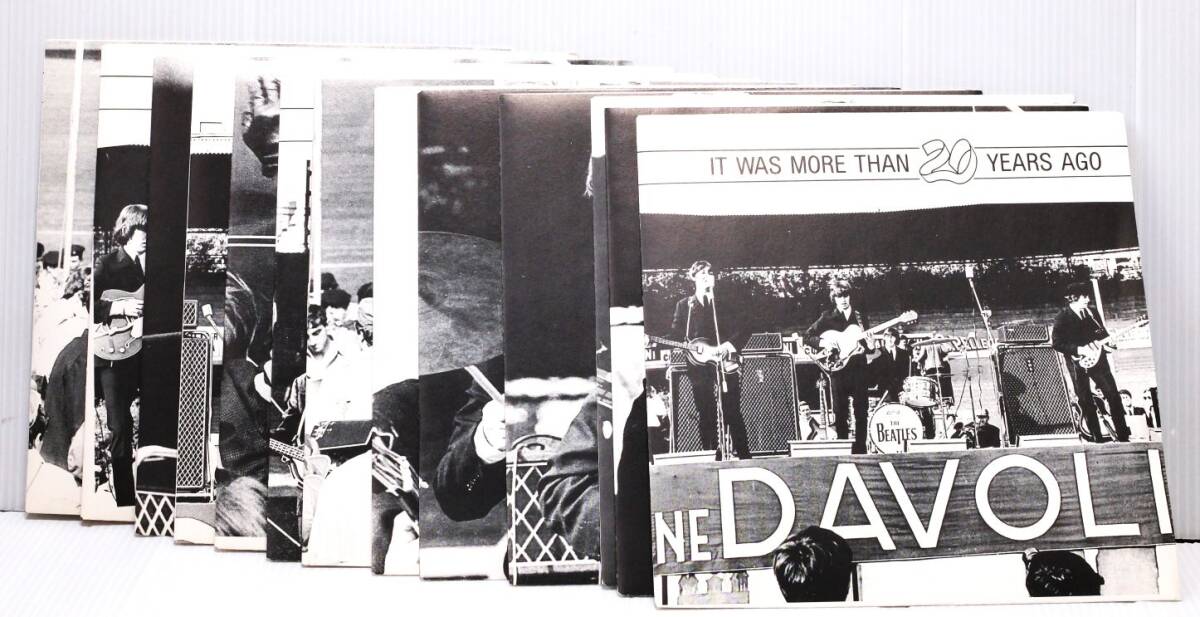 IT WAS MORE THAN 20 YEARS AGO
THE
BEATLES
NE DAVOLI